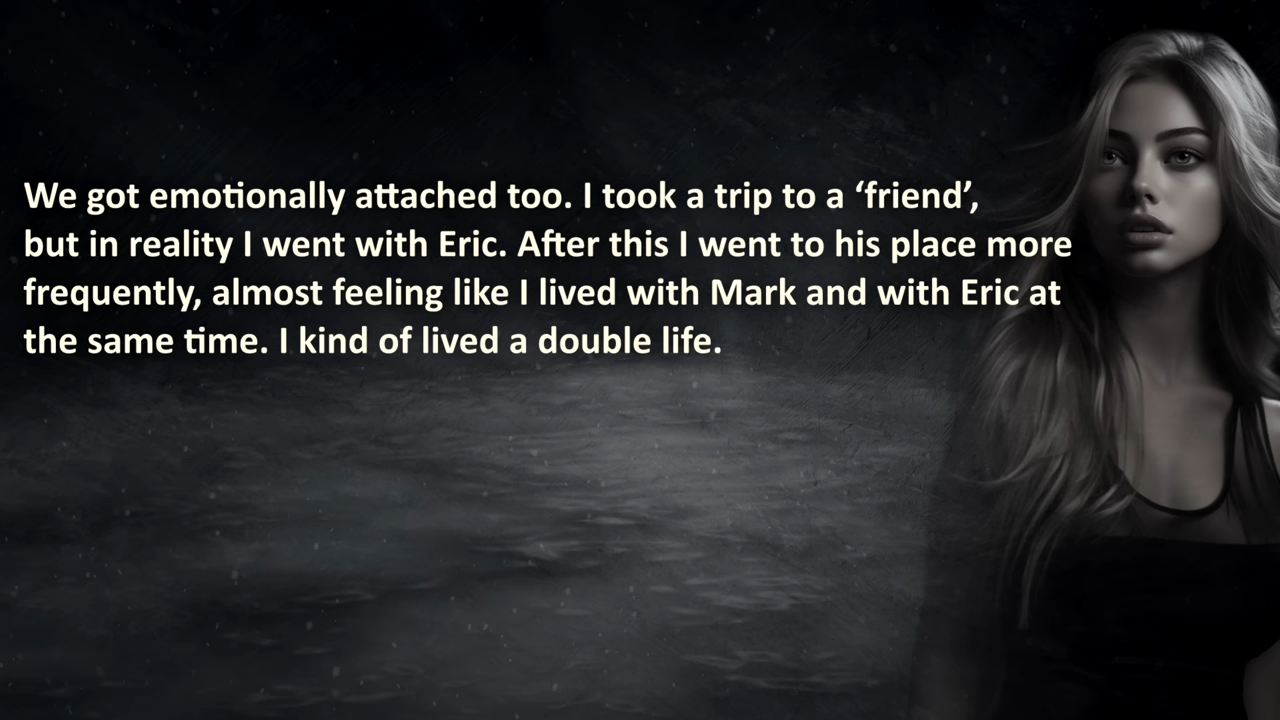 We got emotionally attached too. I took a trip to a ‘friend’,
but in reality I went with Eric. After this I went to his place more
frequently, almost feeling like I lived with Mark and with Eric at
the same time. I kind of lived a double life.